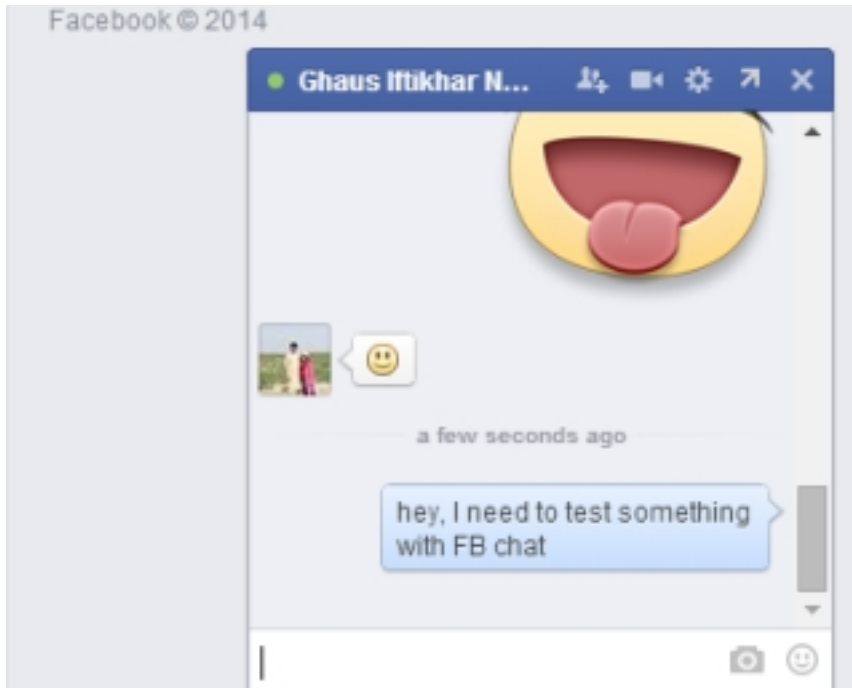 Facebook © 2014
Ghaus Iftikhar N...
a few seconds ago
hey, I need to test something
with FB chat